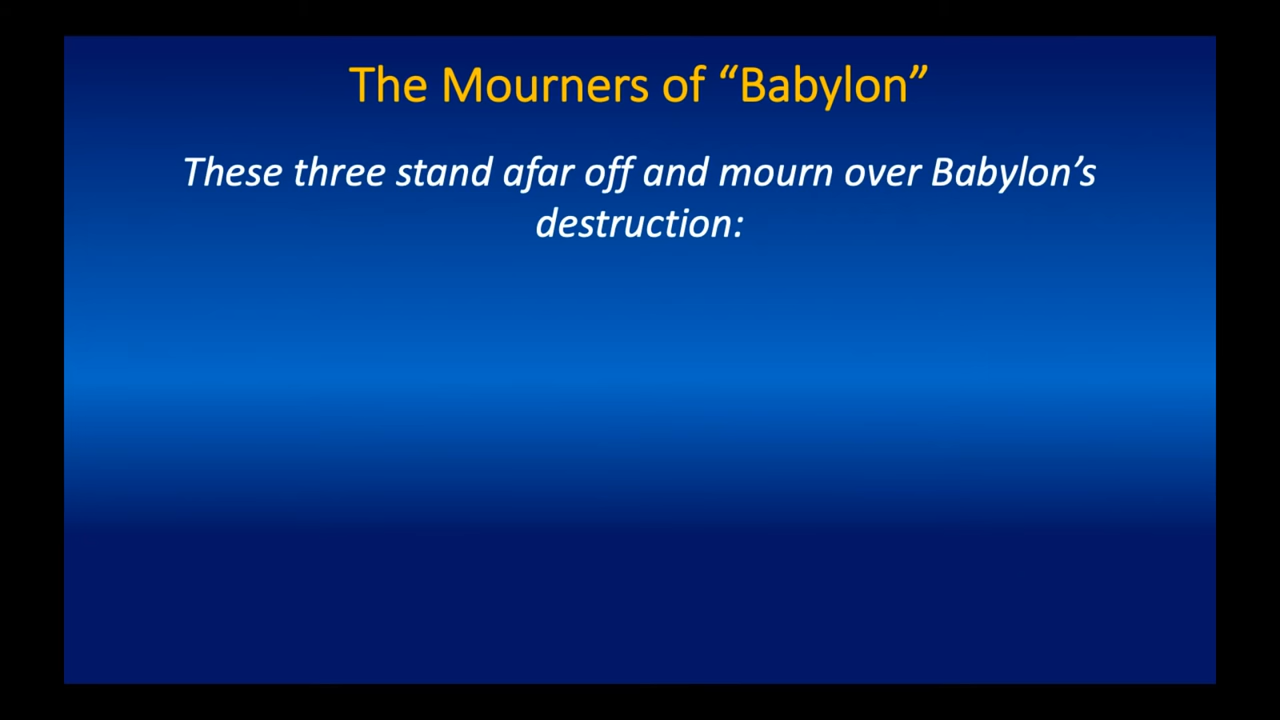 The Mourners of “Babylon”
These three stand afar off and mourn over Babylon’s
destruction: